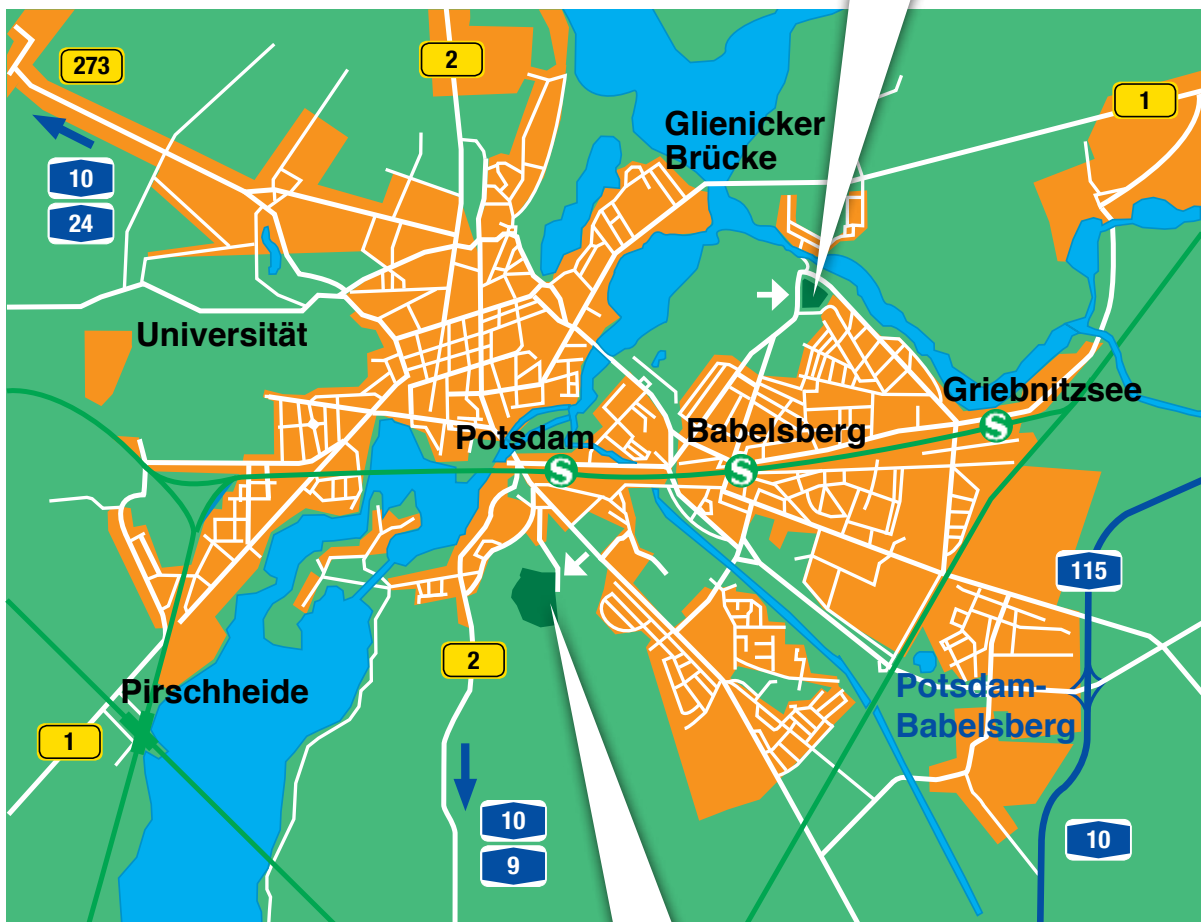 273
2
1
Glienicker
Brücke
10
24
Universität
Griebnitzsee
Potsdam
Babelsberg
S
S
S
115
2
Pirschheide
Potsdam-
Babelsberg
1
10
9
10